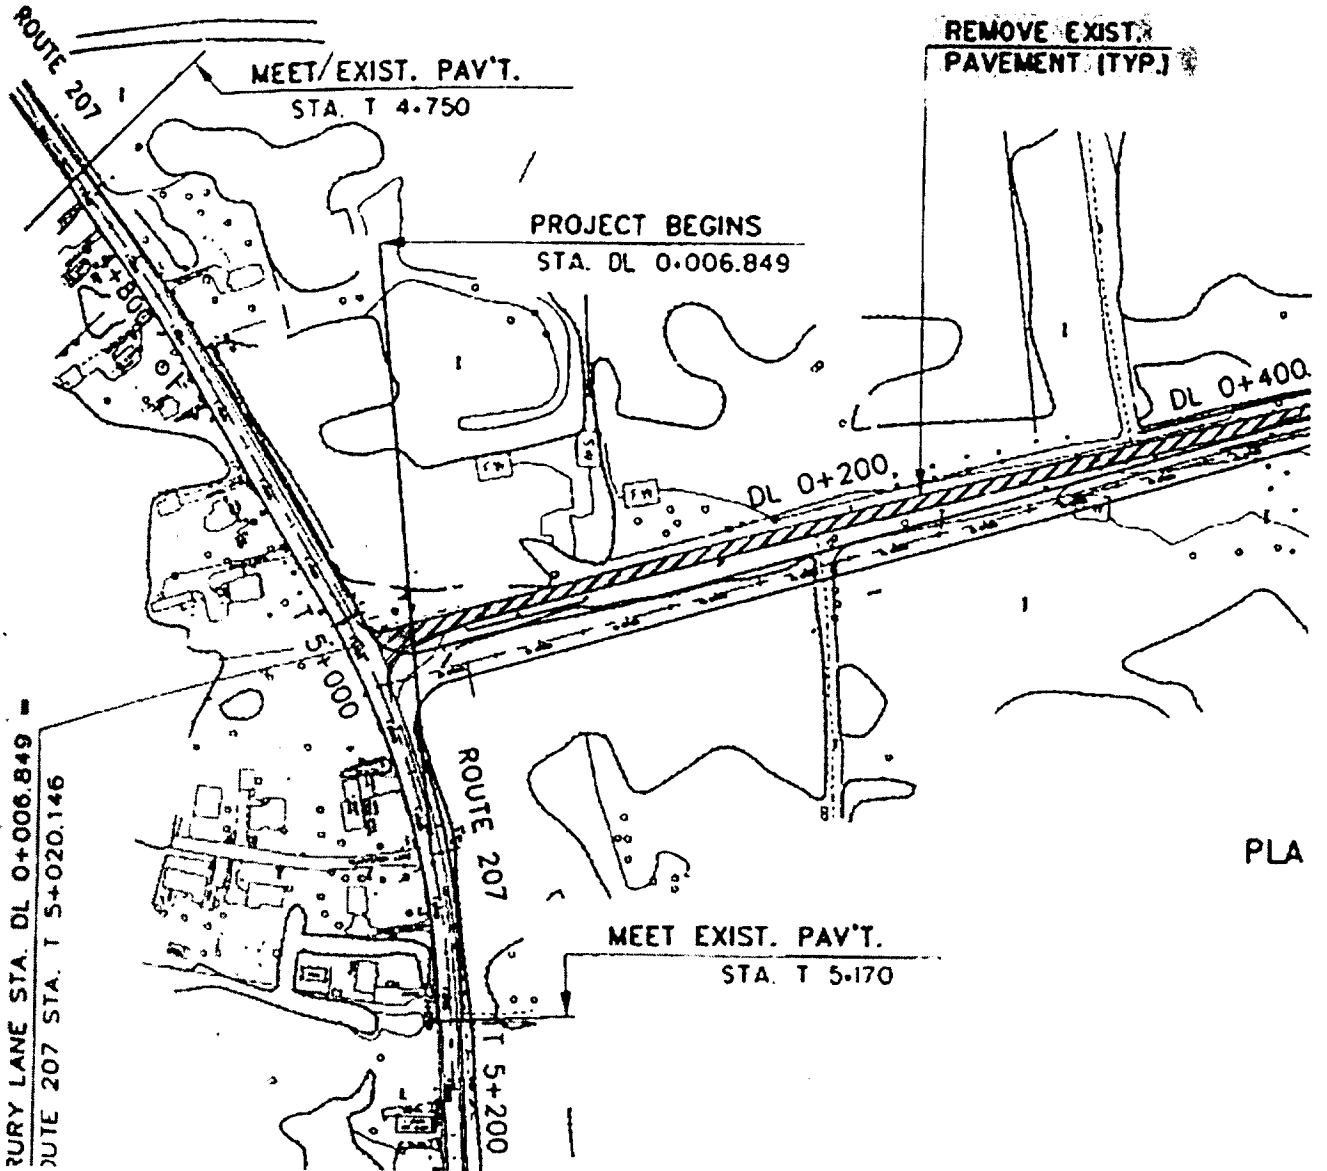 ROUTE 207
MEET/EXIST. PAV'T.
STA. T 4+750
REMOVE EXIST.
PAVEMENT (TYP.)
PROJECT BEGINS
STA. DL 0+006.849
+800
DL 0+400
DL 0+200
T 5+000
RURY LANE STA. DL 0+006.849 =
OUTE 207 STA. T 5+020.146
ROUTE 207
PLA
MEET EXIST. PAV'T.
STA. T 5+170
T 5+200